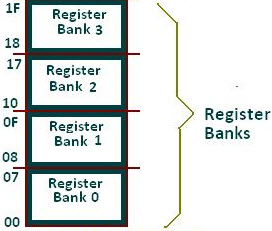 1F
Register
Bank 3
18
17
Register
Bank 2
10
0F
Register
Bank 1
08
07
Register
Bank 0
00
Register
Banks